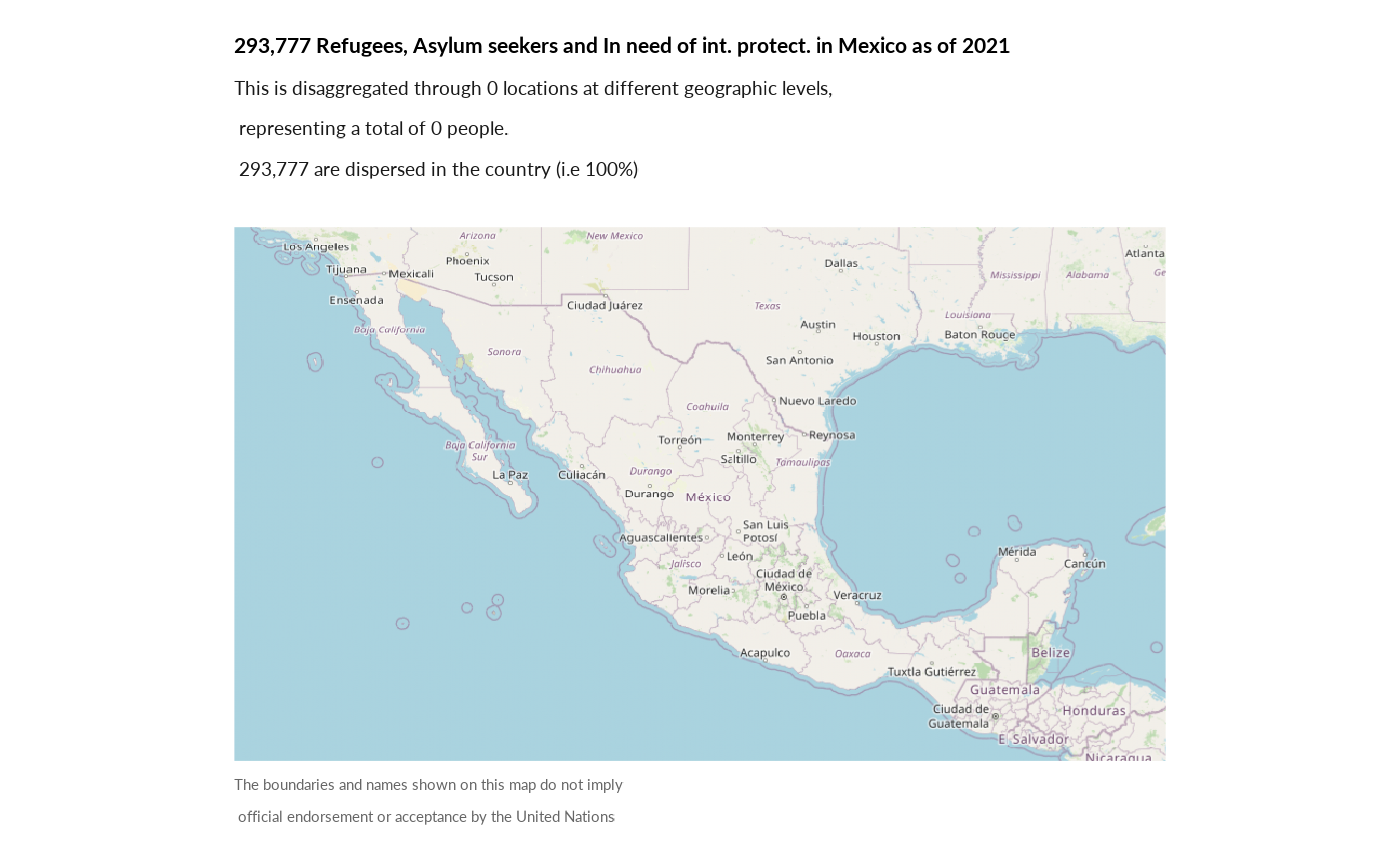 293,777 Refugees, Asylum seekers and In need of int. protect. in Mexico as of 2021
This is disaggregated through 0 locations at different geographic levels,
representing a total of 0 people.
293,777 are dispersed in the country (i.e 100%)
Los Angeles
Arizona
New Mexico
Phoenix
Tijuana
Mexicali
Tucson
Dallas
Mississippi
Alabama
Atlanta
Ge
Ensenada
Ciudad Juárez
Texas
Louisiana
Baja California
Austin
Houston
Baton Rouge
Sonora
San Antonio
Chihuahua
Coahuila
Nuevo Laredo
Torreón
Monterrey
Reynosa
Baja California
Sur
Saltillo
Tamaulipas
La Paz
Culiacán
Durango
Durango
México
San Luis
Potosí
Aguascalientes
León
Jalisco
Mérida
Cancún
Ciudad de
México
Morelia
Veracruz
Puebla
Acapulco
Oaxaca
Belize
Tuxtla Gutiérrez
Guatemala
Ciudad de
Guatemala
Honduras
El Salvador
Nicaragua
The boundaries and names shown on this map do not imply
official endorsement or acceptance by the United Nations